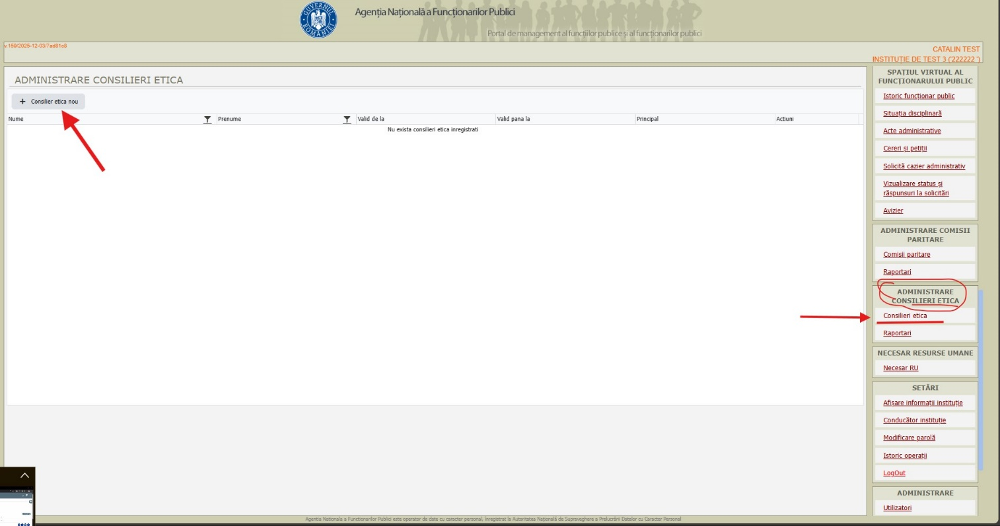 GUVERNUL ROMÂNIEI
Agenția Națională a Funcționarilor Publici
Portal de management al funcțiilor publice și al funcționarilor publici
v.159/2025-12-03/7ad81c8
CATALIN TEST
INSTITUȚIE DE TEST 3 ('222222 ')
ADMINISTRARE CONSILIERI ETICA
+ Consilier etica nou
Nume Prenume Valid de la Valid pana la Principal Actiuni
Nu exista consilieri etica inregistrati
SPAȚIUL VIRTUAL AL
FUNCȚIONARULUI PUBLIC
Istoric funcționar public
Situația disciplinară
Acte administrative
Cereri și petiții
Solicită cazier administrativ
Vizualizare status și
răspunsuri la solicitări
Avizier
ADMINISTRARE COMISII
PARITARE
Comisii paritare
Raportari
ADMINISTRARE
CONSILIERI ETICA
Consilieri etica
Raportari
NECESAR RESURSE UMANE
Necesar RU
SETĂRI
Afișare informații instituție
Conducător instituție
Modificare parolă
Istoric operații
LogOut
ADMINISTRARE
Utilizatori
Agentia Nationala a Functionarilor Publici este operator de date cu caracter personal, înregistrat la Autoritatea Națională de Supraveghere a Prelucrării Datelor cu Caracter Personal